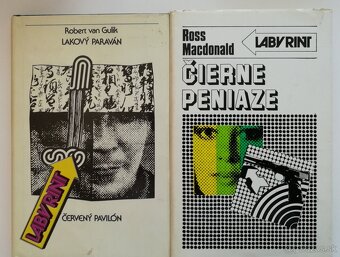 Robert van Gulik
LAKOVÝ PARAVÁN
LABYRINT
ČERVENÝ PAVILÓN
Ross
Macdonald
LABYRINT
ČIERNE
PENIAZE